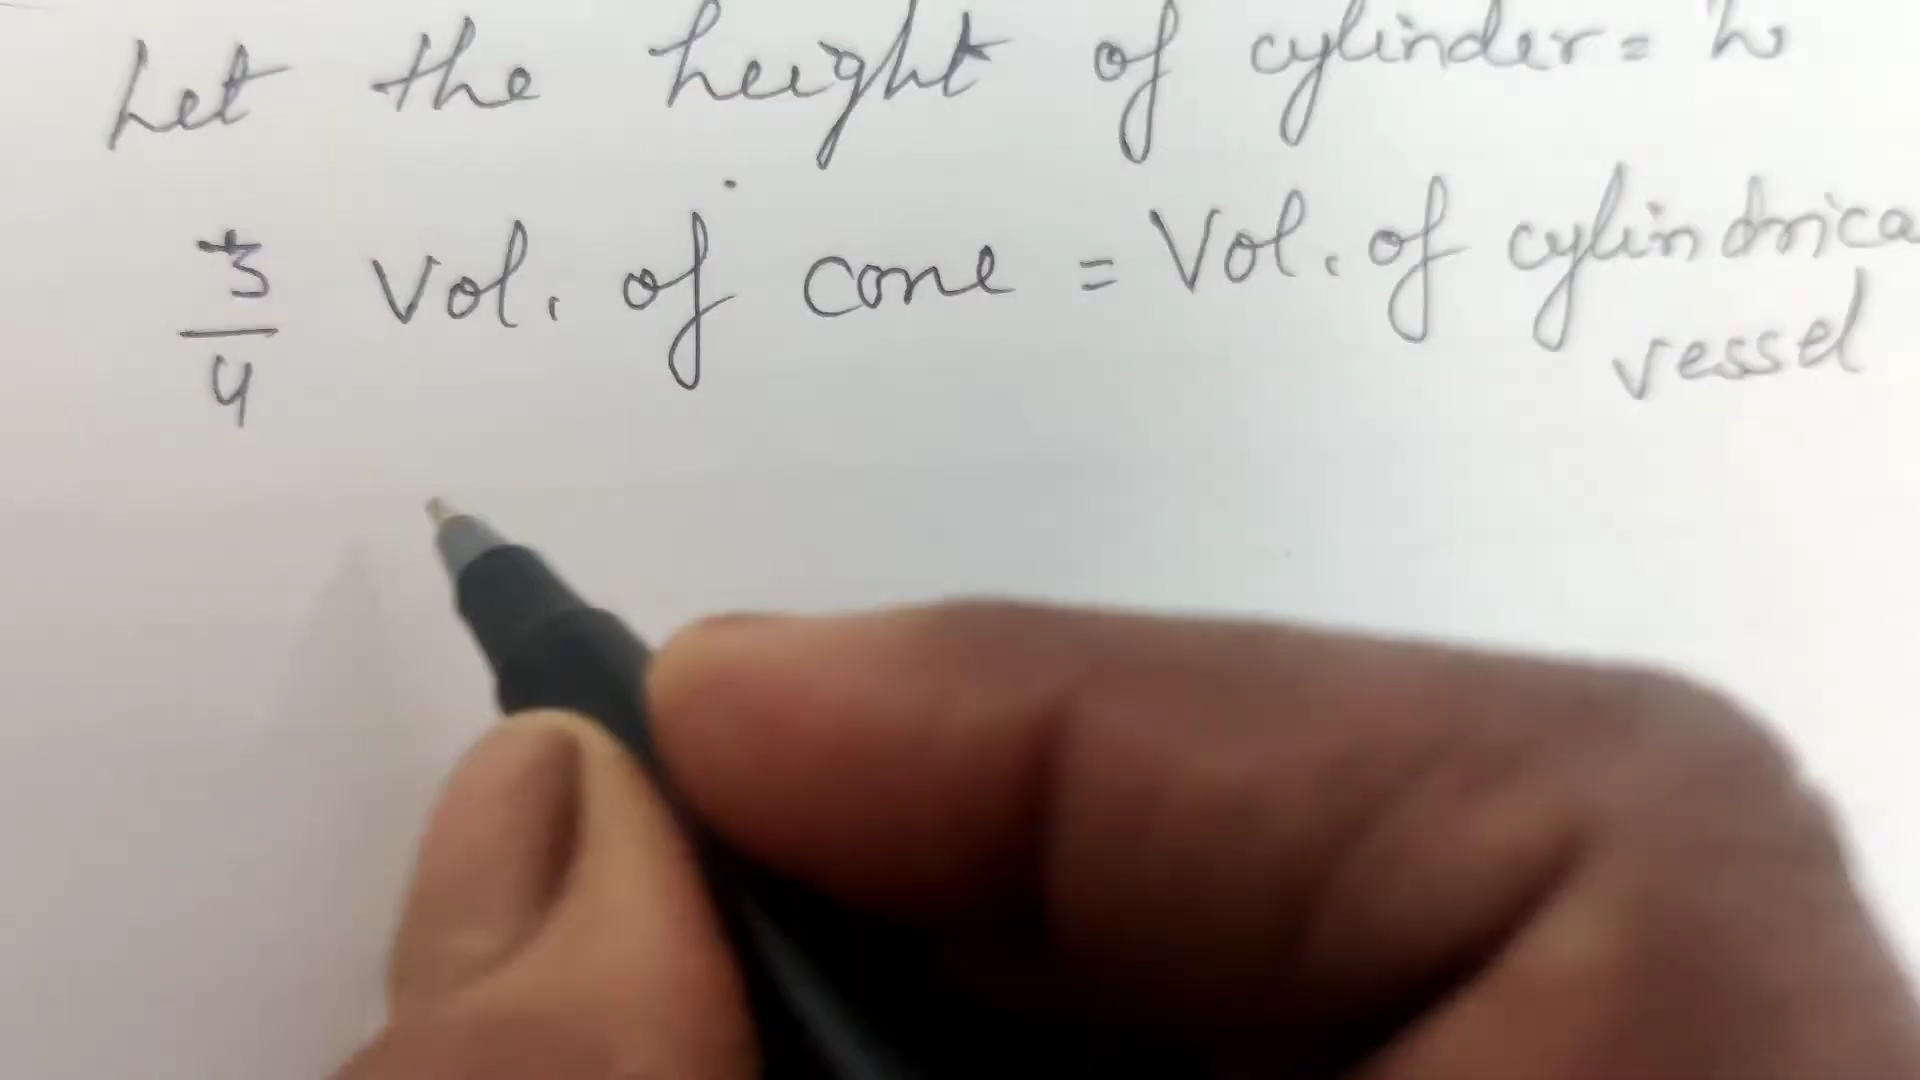 Let the height of cylinder = h
3/4 Vol. of cone = Vol. of cylindrica
vessel